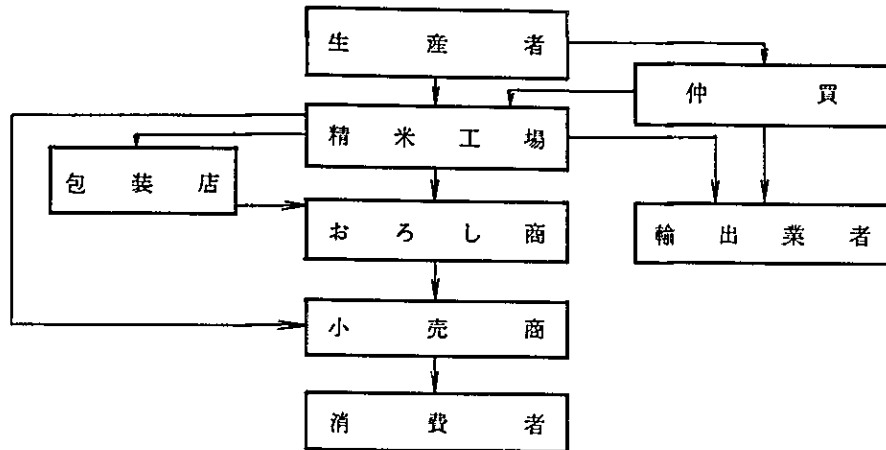 生産者
仲買
精米工場
包装店
おろし商
輸出業者
小売商
消費者